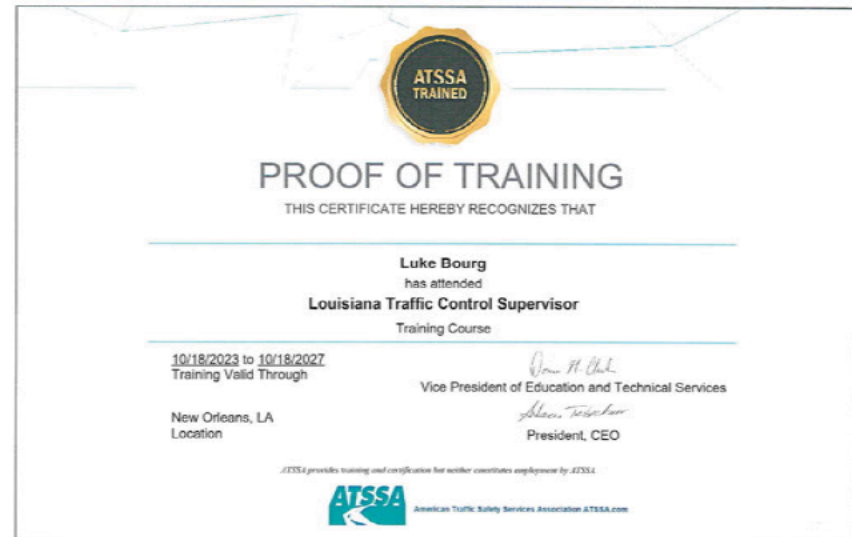 ATSSA
TRAINED
PROOF OF TRAINING
THIS CERTIFICATE HEREBY RECOGNIZES THAT
Luke Bourg
has attended
Louisiana Traffic Control Supervisor
Training Course
10/18/2023 to 10/18/2027
Training Valid Through
Vice President of Education and Technical Services
New Orleans, LA
Location
President, CEO
ATSSA provides training and certification but neither constitutes employment by ATSSA.
ATSSA
American Traffic Safety Services Association ATSSA.com